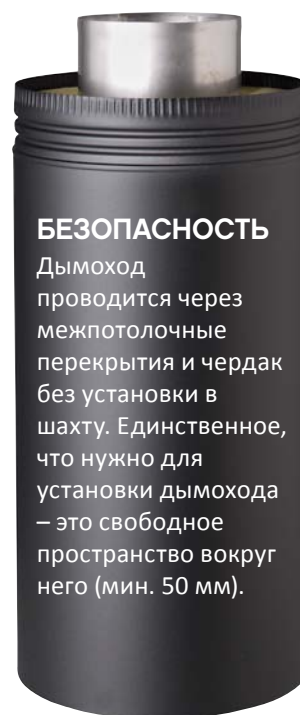 БЕЗОПАСНОСТЬ
Дымоход
проводится через
межпотолочные
перекрытия и чердак
без установки в
шахту. Единственное,
что нужно для
установки дымохода
– это свободное
пространство вокруг
него (мин. 50 мм).